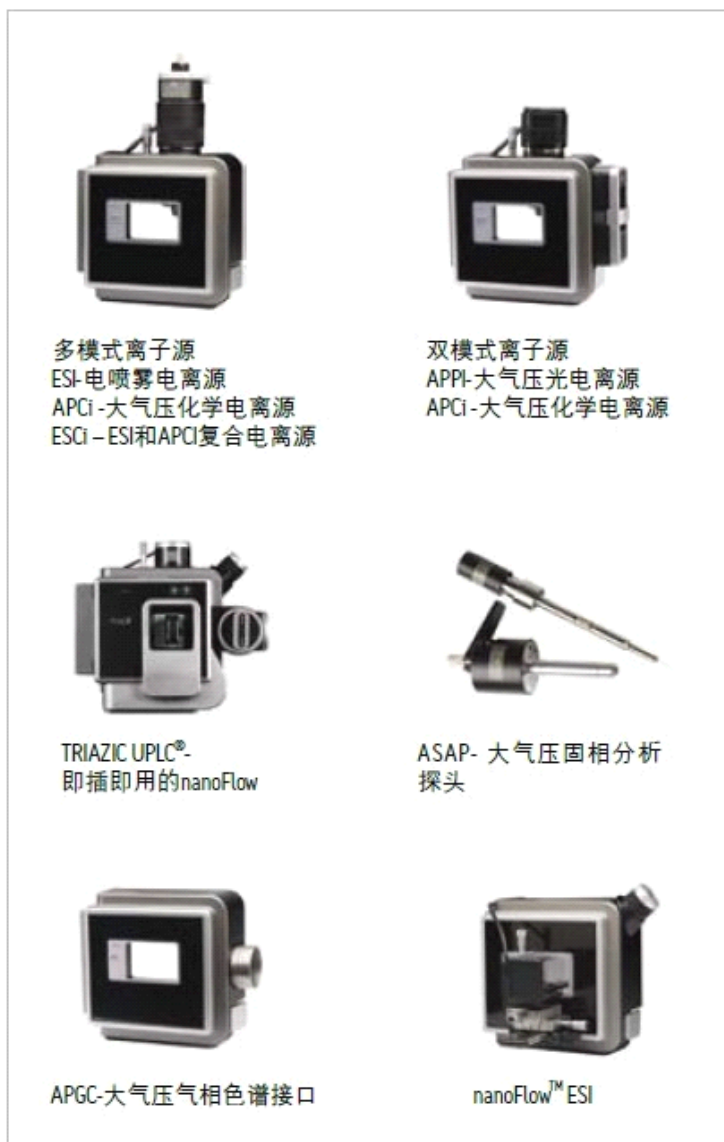 多模式离子源
ESI-电喷雾电离源
APCi -大气压化学电离源
ESCi – ESI和APCI复合电离源
双模式离子源
APPI-大气压光电离源
APCi -大气压化学电离源
TRIAZIC UPLC®-
即插即用的nanoFlow
ASAP- 大气压固相分析
探头
APGC-大气压气相色谱接口
nanoFlow™ ESI